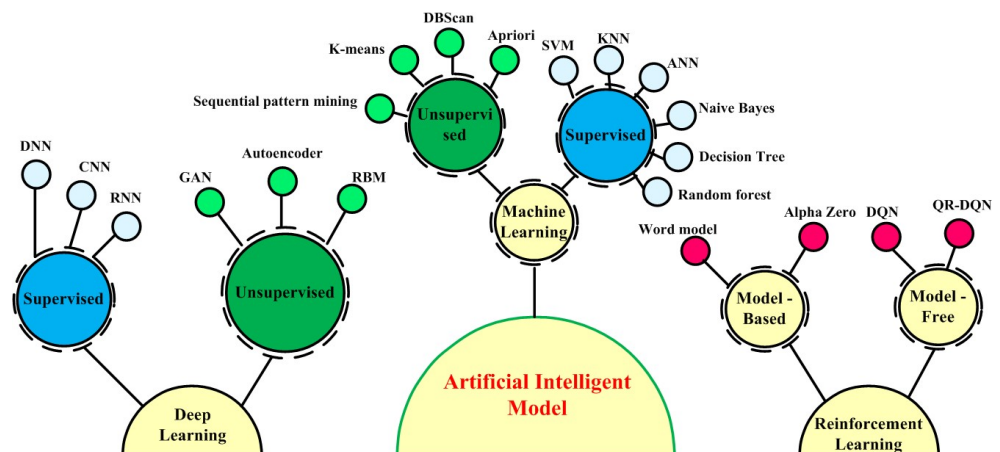 DBScan
K-means
Apriori
Sequential pattern mining
Unsupervi
sed
SVM
KNN
ANN
Naive Bayes
Decision Tree
Random forest
Supervised
Machine
Learning
DNN
CNN
RNN
Supervised
GAN
Autoencoder
RBM
Unsupervised
Deep
Learning
Artificial Intelligent
Model
Word model
Alpha Zero
DQN
QR-DQN
Model -
Based
Model -
Free
Reinforcement
Learning